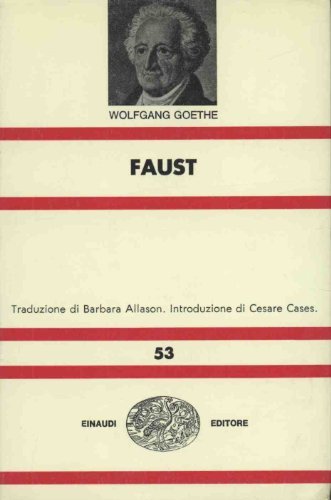 WOLFGANG GOETHE
FAUST
Traduzione di Barbara Allason. Introduzione di Cesare Cases.
53
EINAUDI EDITORE